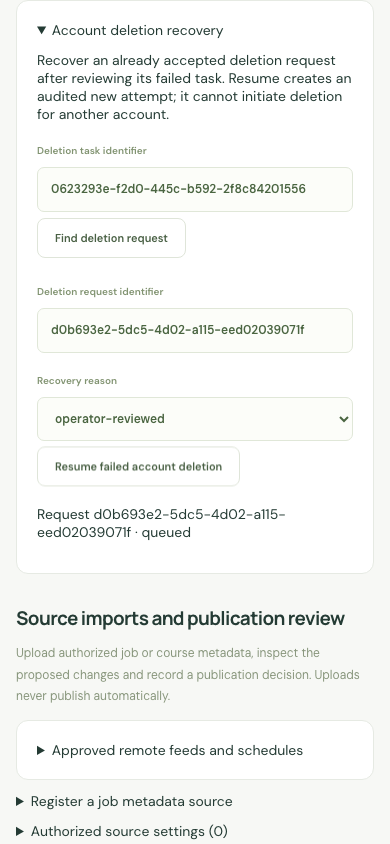 Account deletion recovery
Recover an already accepted deletion request
after reviewing its failed task. Resume creates an
audited new attempt; it cannot initiate deletion
for another account.
Deletion task identifier
0623293e-f2d0-445c-b592-2f8c84201556
Find deletion request
Deletion request identifier
d0b693e2-5dc5-4d02-a115-eed02039071f
Recovery reason
operator-reviewed
Resume failed account deletion
Request d0b693e2-5dc5-4d02-a115-
eed02039071f · queued
Source imports and publication review
Upload authorized job or course metadata, inspect the
proposed changes and record a publication decision. Uploads
never publish automatically.
Approved remote feeds and schedules
Register a job metadata source
Authorized source settings (0)